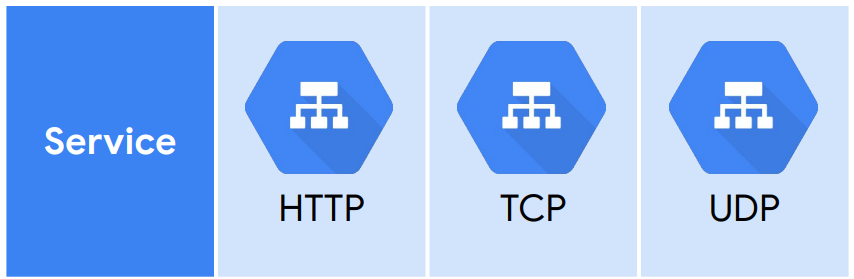 Service
HTTP
TCP
UDP